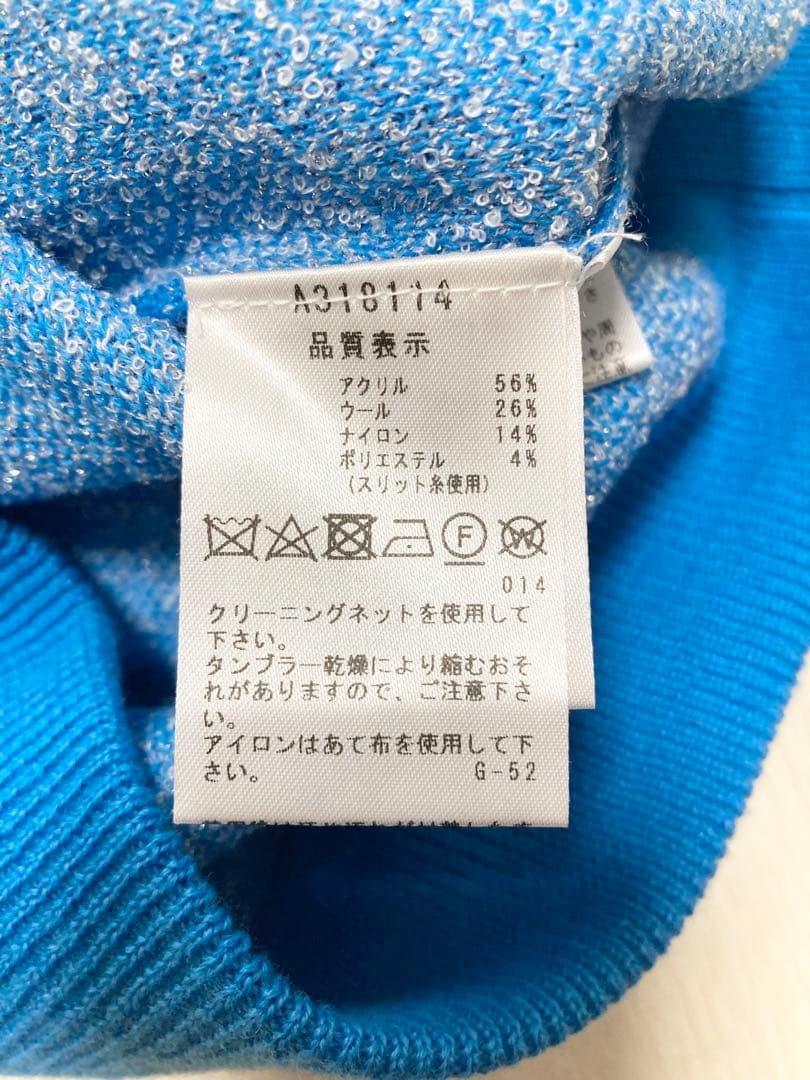 A318114
品質表示
アクリル 56%
ウール 26%
ナイロン 14%
ポリエステル 4%
(スリット糸使用)
F W
014
クリーニングネットを使用して
下さい。
タンブラー乾燥により縮むおそ
れがありますので、ご注意下さ
い。
アイロンはあて布を使用して下
さい。 G-52